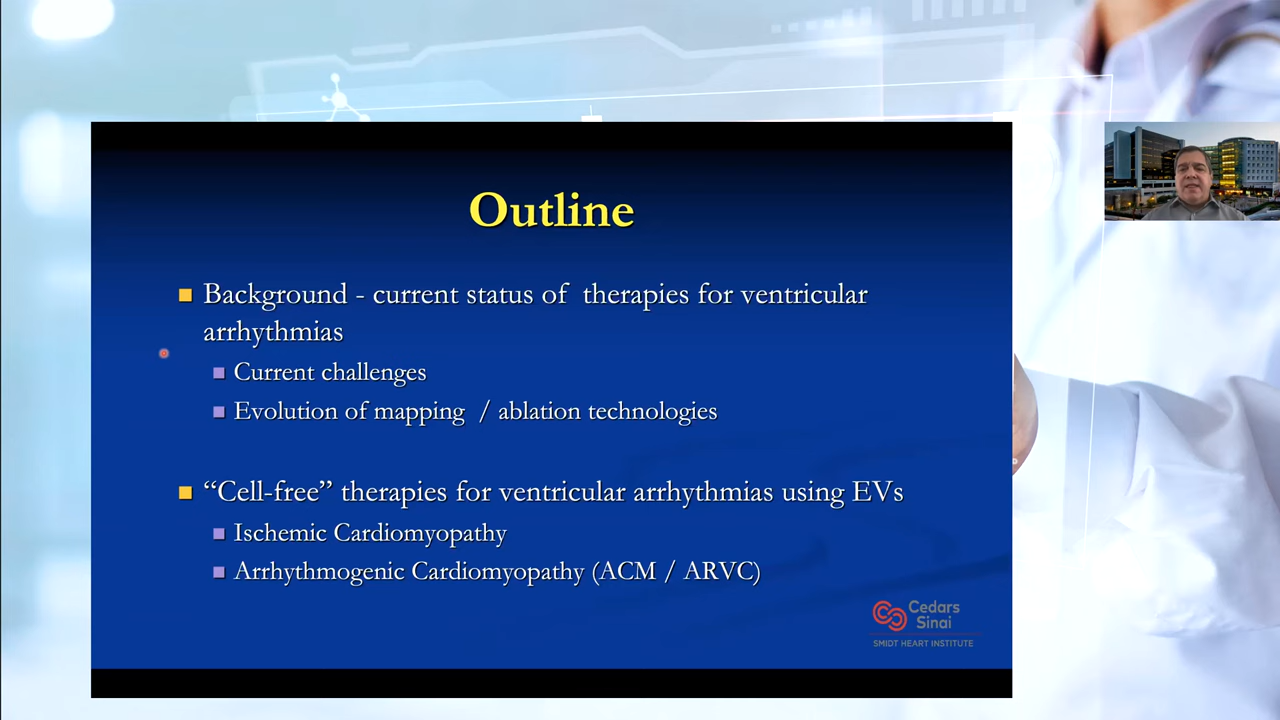 Outline
Background - current status of therapies for ventricular
arrhythmias
Current challenges
Evolution of mapping / ablation technologies
“Cell-free” therapies for ventricular arrhythmias using EVs
Ischemic Cardiomyopathy
Arrhythmogenic Cardiomyopathy (ACM / ARVC)
Cedars
Sinai
SMIDT HEART INSTITUTE